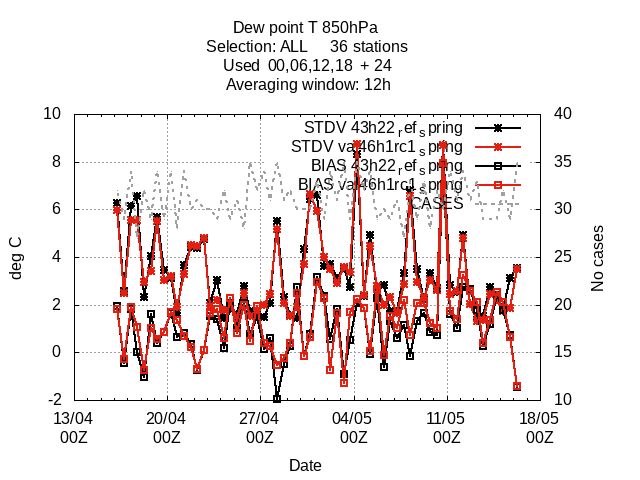 Dew point T 850hPa
Selection: ALL 36 stations
Used 00,06,12,18 + 24
Averaging window: 12h
STDV 43h22_ref_spring
STDV va46h1rc1_spring
BIAS 43h22_ref_spring
BIAS va46h1rc1_spring
CASES
10 40
8 35
6 30
4 25
2 20
0 15
-2 10
deg C
No cases
13/04 20/04 27/04 04/05 11/05 18/05
00Z 00Z 00Z 00Z 00Z 00Z
Date